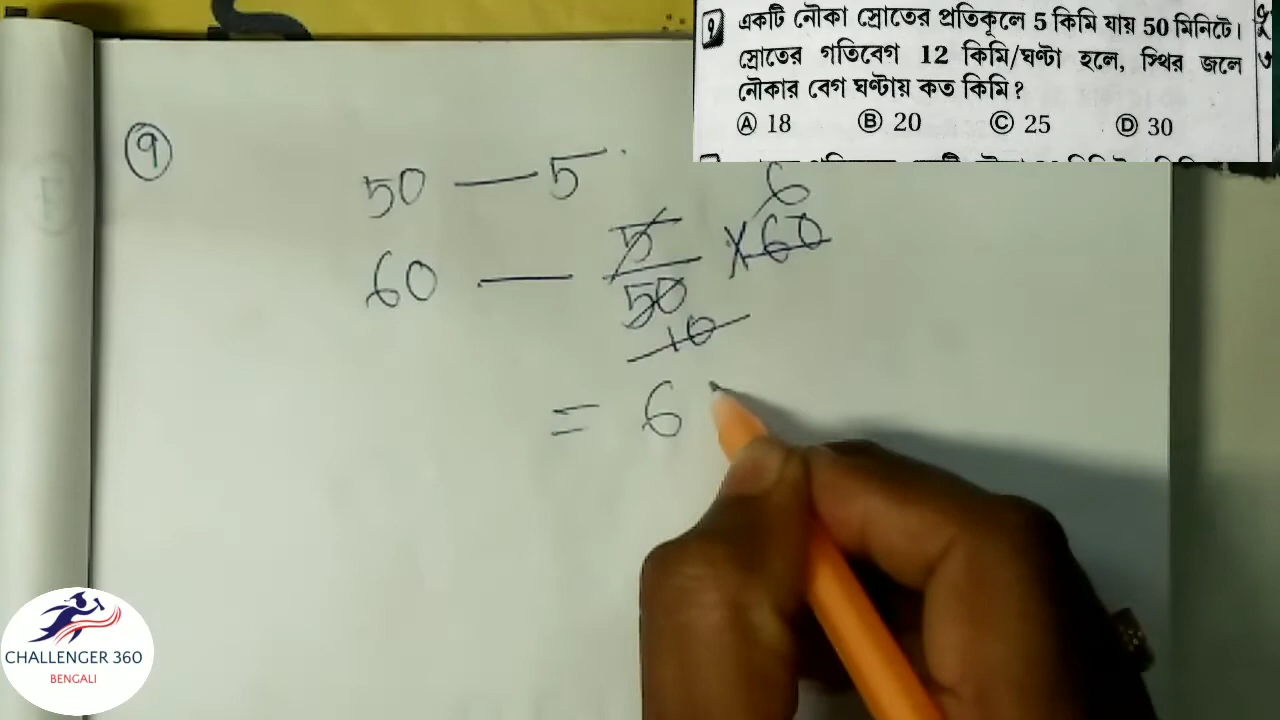 ৭ একটি নৌকা স্রোতের প্রতিকূলে 5 কিমি যায় 50 মিনিটে।
স্রোতের গতিবেগ 12 কিমি/ঘণ্টা হলে, স্থির জলে
নৌকার বেগ ঘণ্টায় কত কিমি?
Ⓐ 18 Ⓑ 20 Ⓒ 25 Ⓓ 30
9
50 — 5
6
60 — 5/50 × 60
10
= 6
CHALLENGER 360
BENGALI